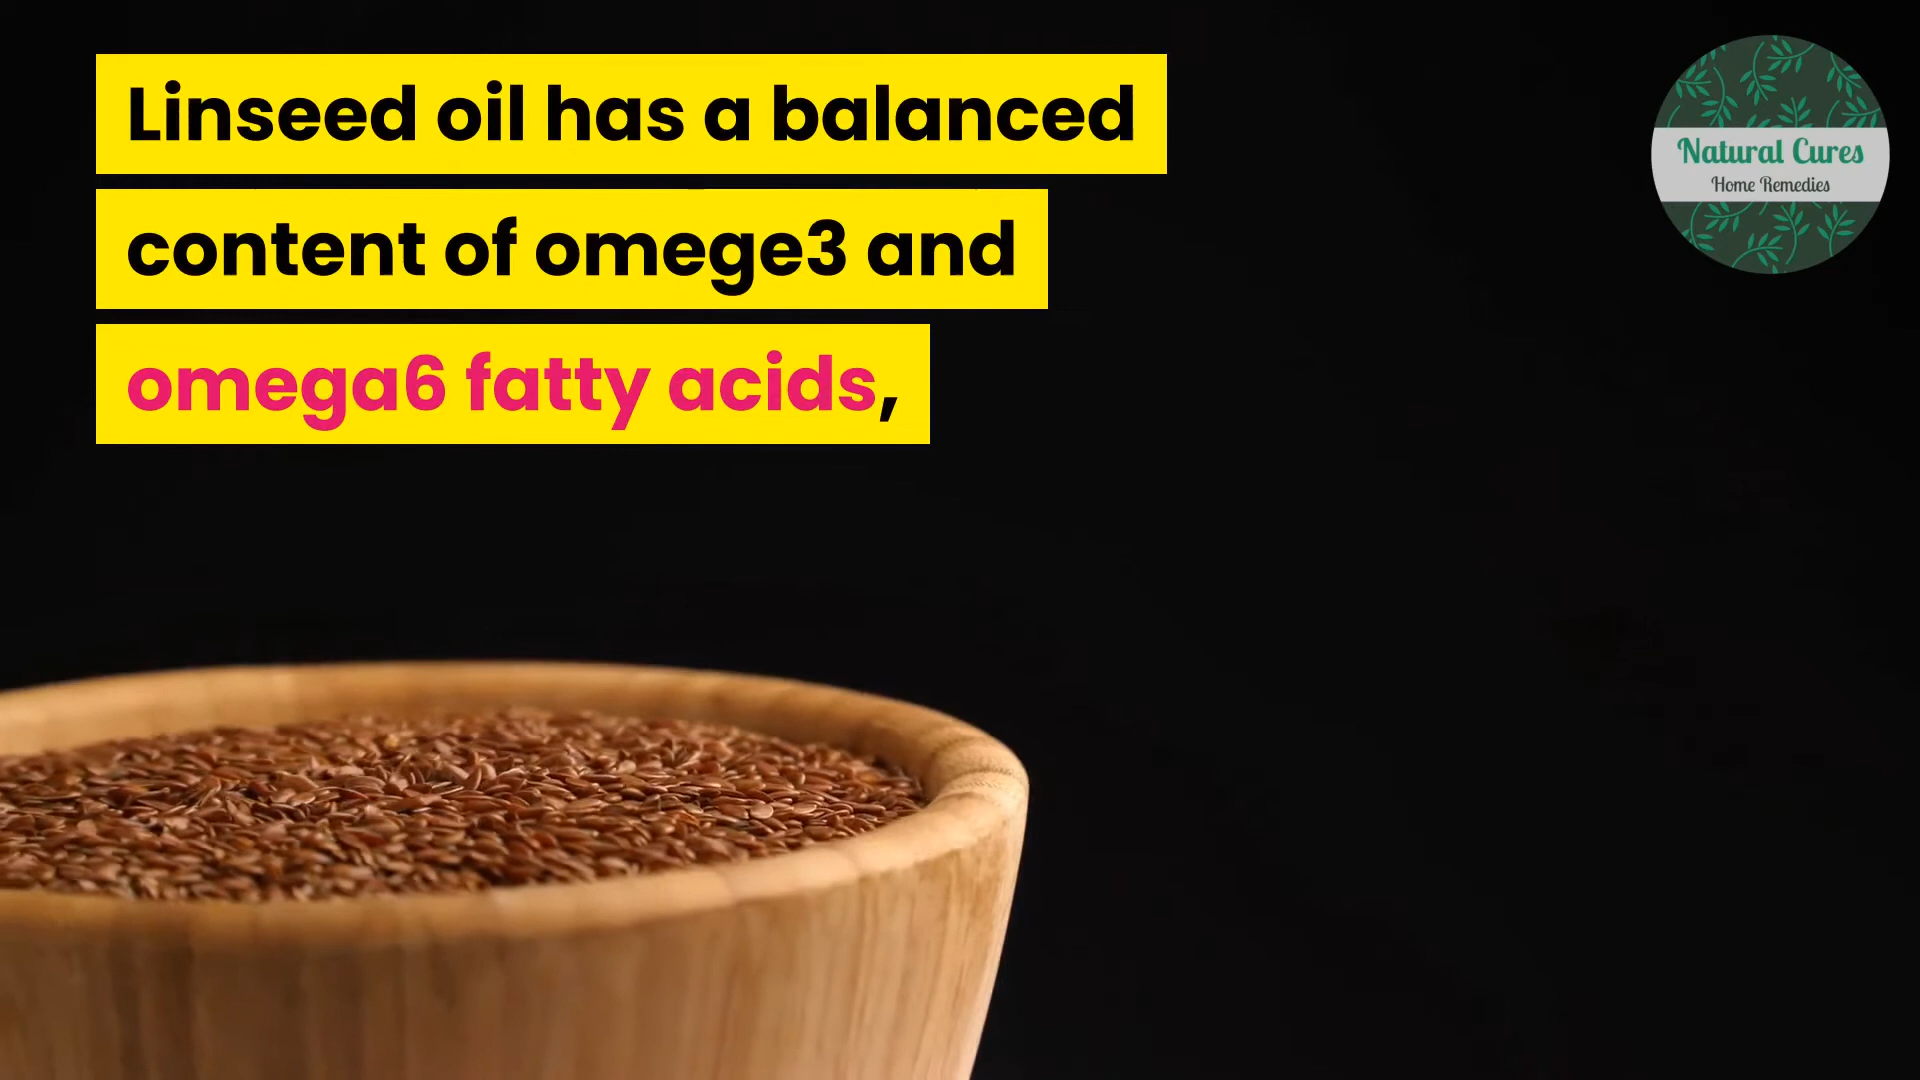 Linseed oil has a balanced
content of omege3 and
omega6 fatty acids,
Natural Cures
Home Remedies